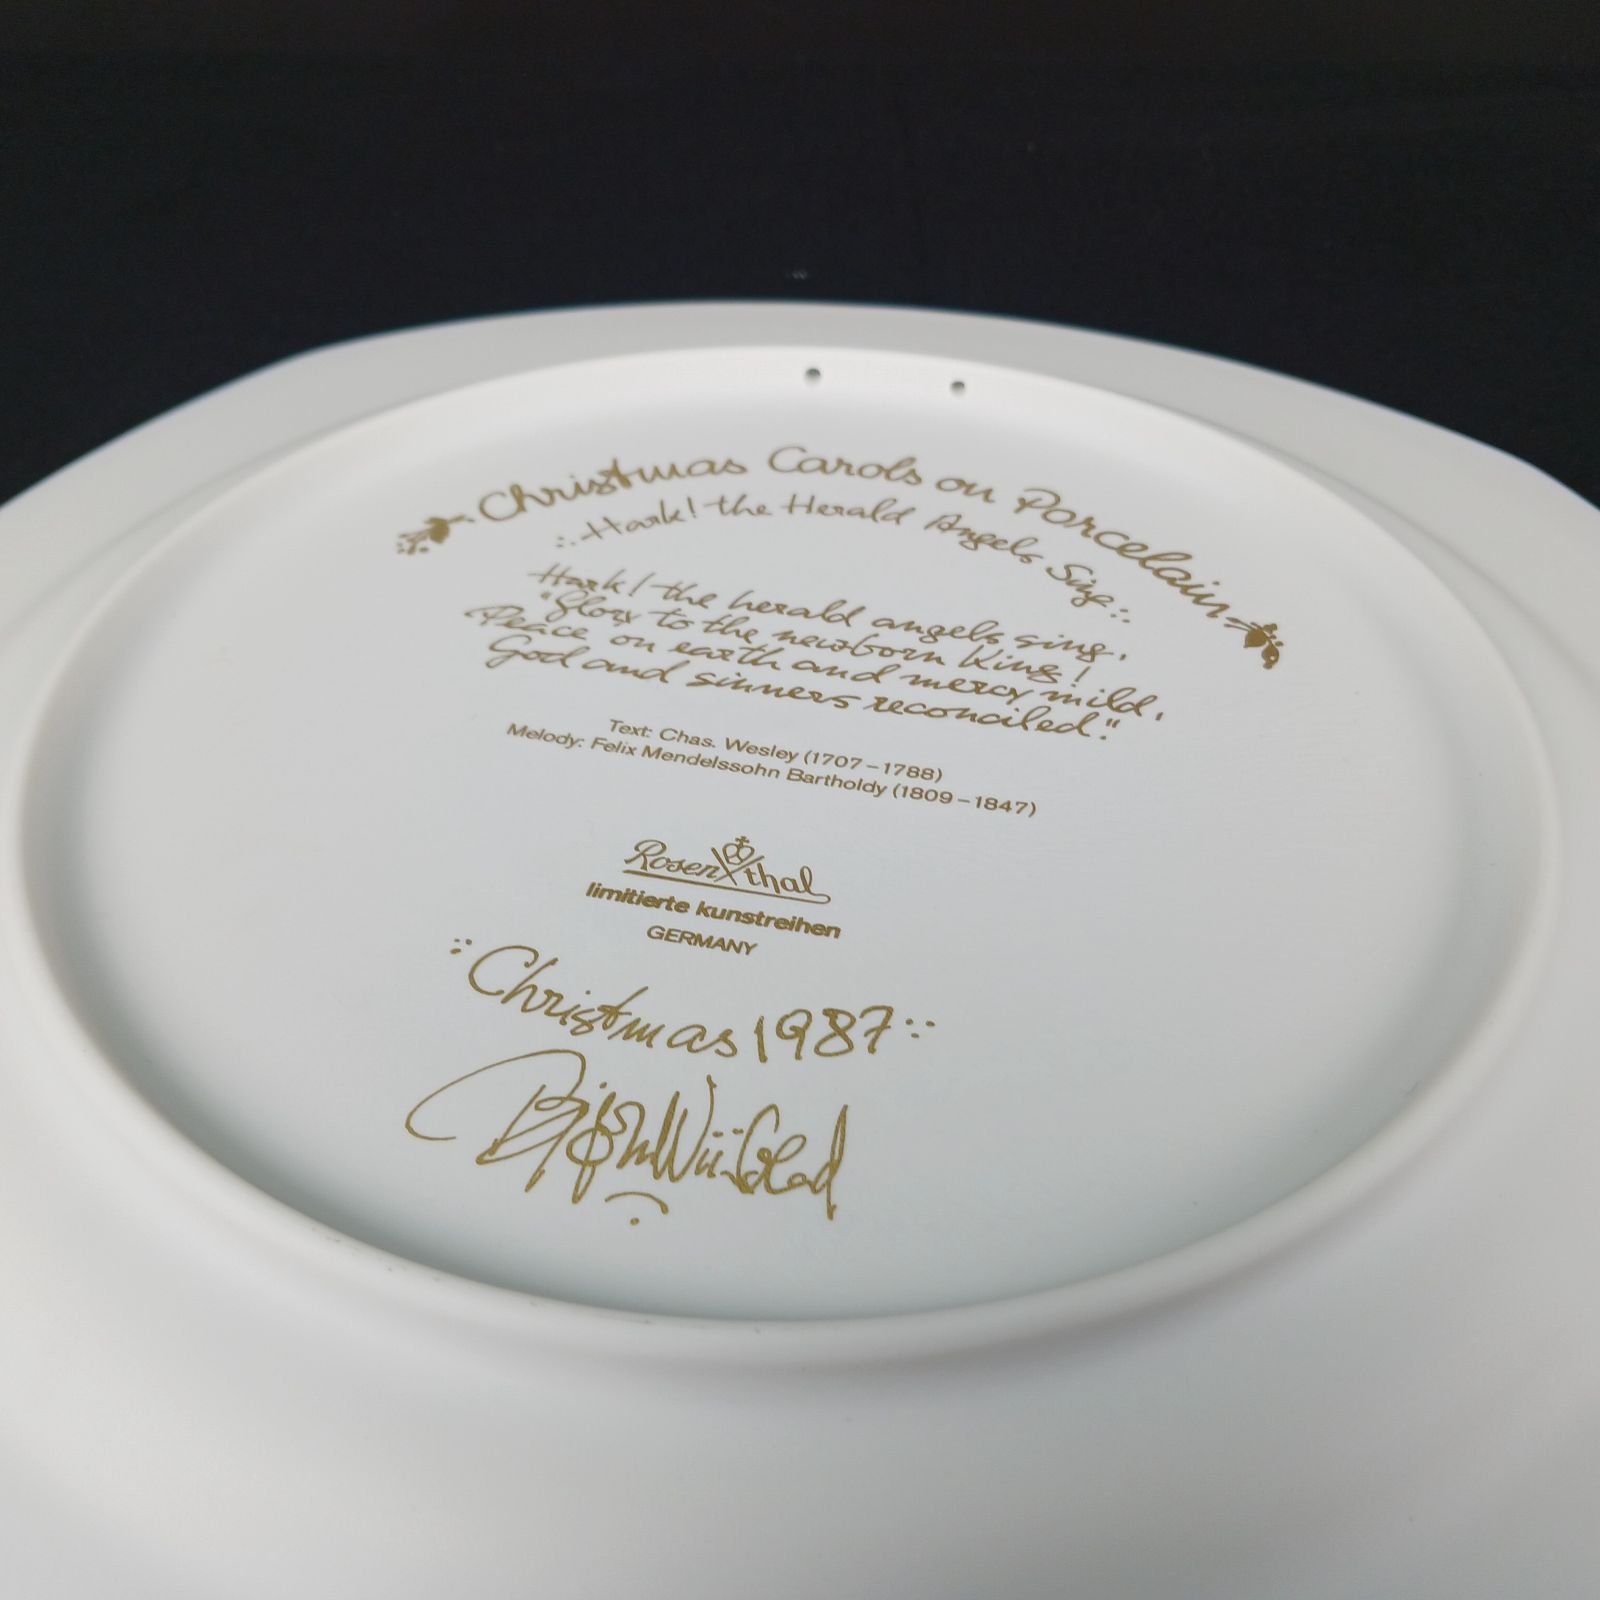 Christmas Carols on Porcelain
Hark! the Herald Angels Sing
Hark! the herald angels sing,
"Glory to the newborn King!
Peace on earth and mercy mild,
God and sinners reconciled."
Text: Chas. Wesley (1707–1788)
Melody: Felix Mendelssohn Bartholdy (1809–1847)
Rosenthal
limitierte kunstreihen
GERMANY
Christmas 1987
Bjørn Wiinblad